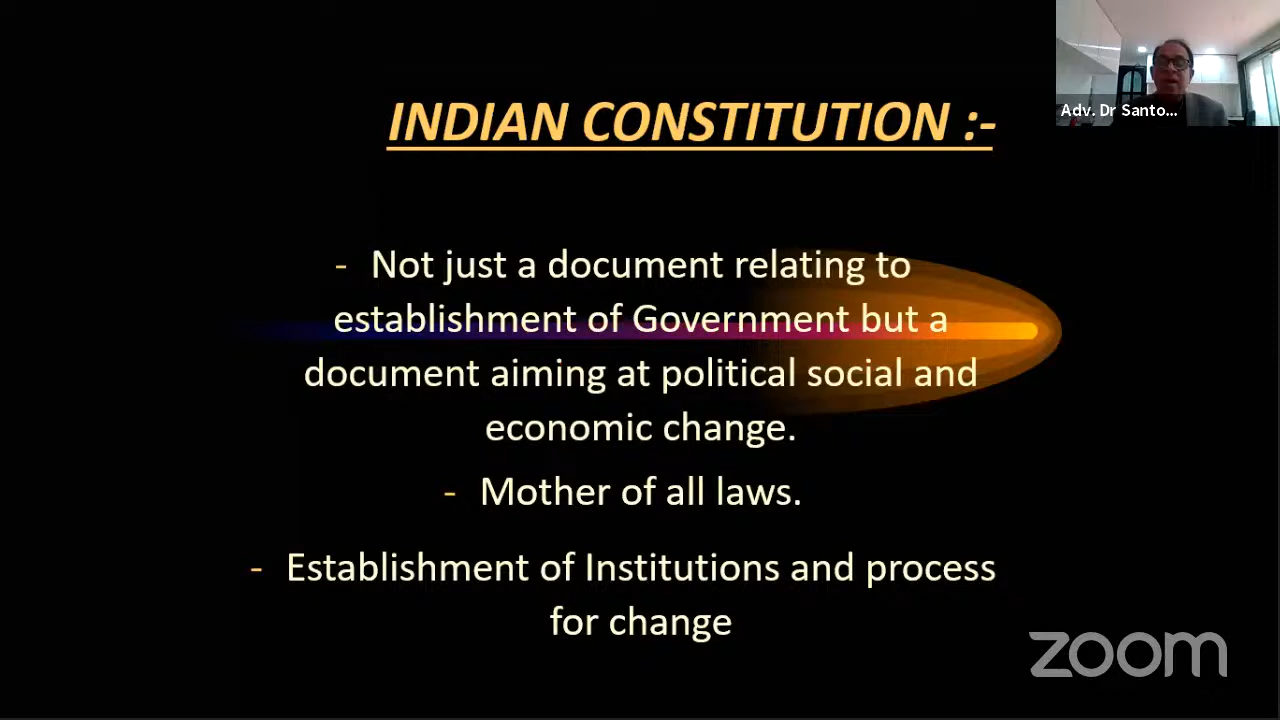 Adv. Dr Santo...
INDIAN CONSTITUTION :-
- Not just a document relating to
establishment of Government but a
document aiming at political social and
economic change.
- Mother of all laws.
- Establishment of Institutions and process
for change
zoom